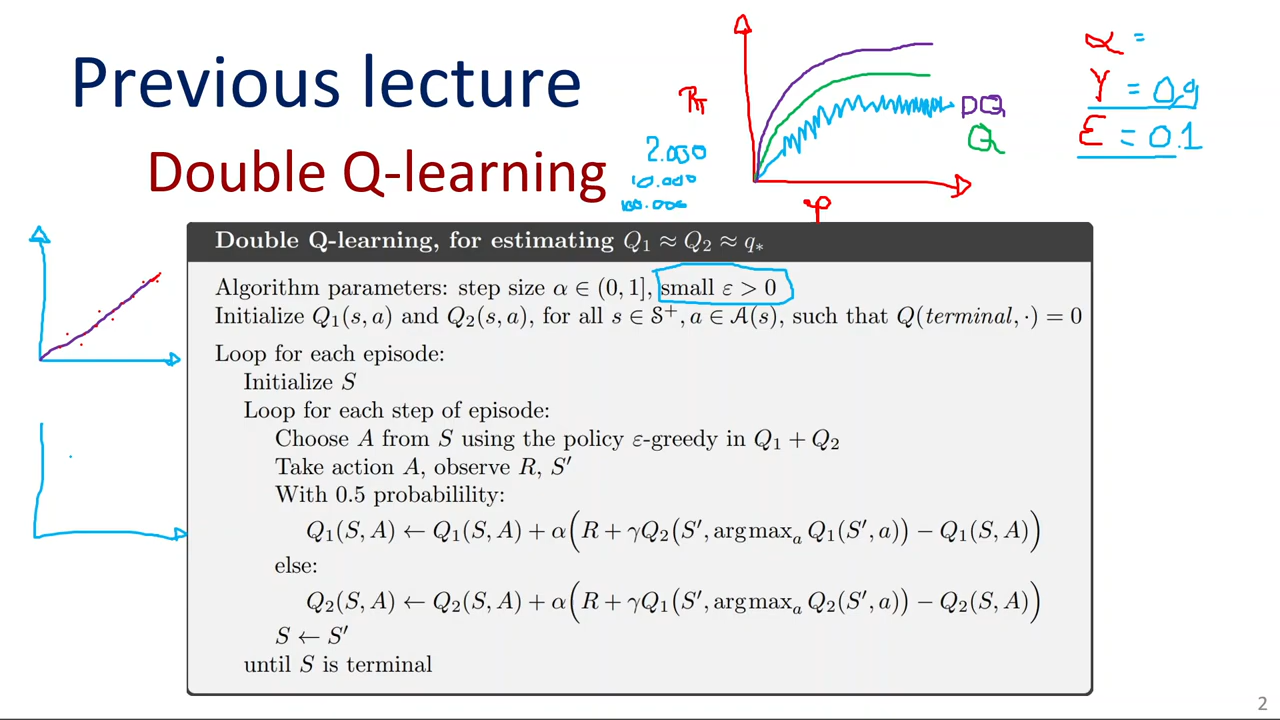 Previous lecture
Double Q-learning
2.000
10.000
100.000
DQ
Q
α =
γ = 0,9
ε = 0.1
Double Q-learning, for estimating Q₁ ≈ Q₂ ≈ q*
Algorithm parameters: step size α ∈ (0, 1], small ε > 0
Initialize Q₁(s, a) and Q₂(s, a), for all s ∈ S⁺, a ∈ A(s), such that Q(terminal, ·) = 0
Loop for each episode:
Initialize S
Loop for each step of episode:
Choose A from S using the policy ε-greedy in Q₁ + Q₂
Take action A, observe R, S′
With 0.5 probabilility:
Q₁(S, A) ← Q₁(S, A) + α(R + γQ₂(S′, argmaxₐ Q₁(S′, a)) − Q₁(S, A))
else:
Q₂(S, A) ← Q₂(S, A) + α(R + γQ₁(S′, argmaxₐ Q₂(S′, a)) − Q₂(S, A))
S ← S′
until S is terminal
2